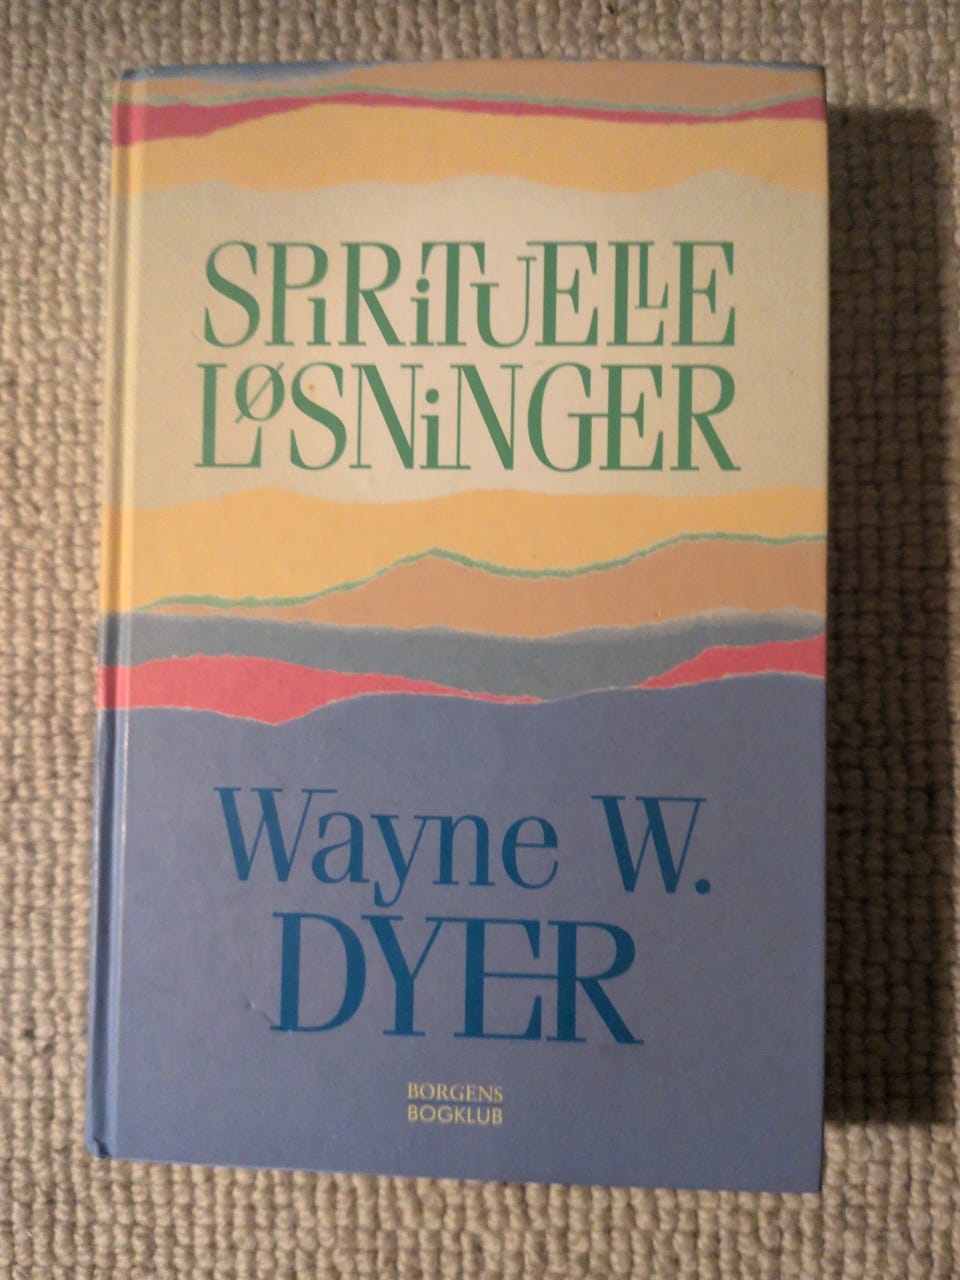 SPIRITUELLE
LØSNINGER
Wayne W.
DYER
BORGENS
BOGKLUB